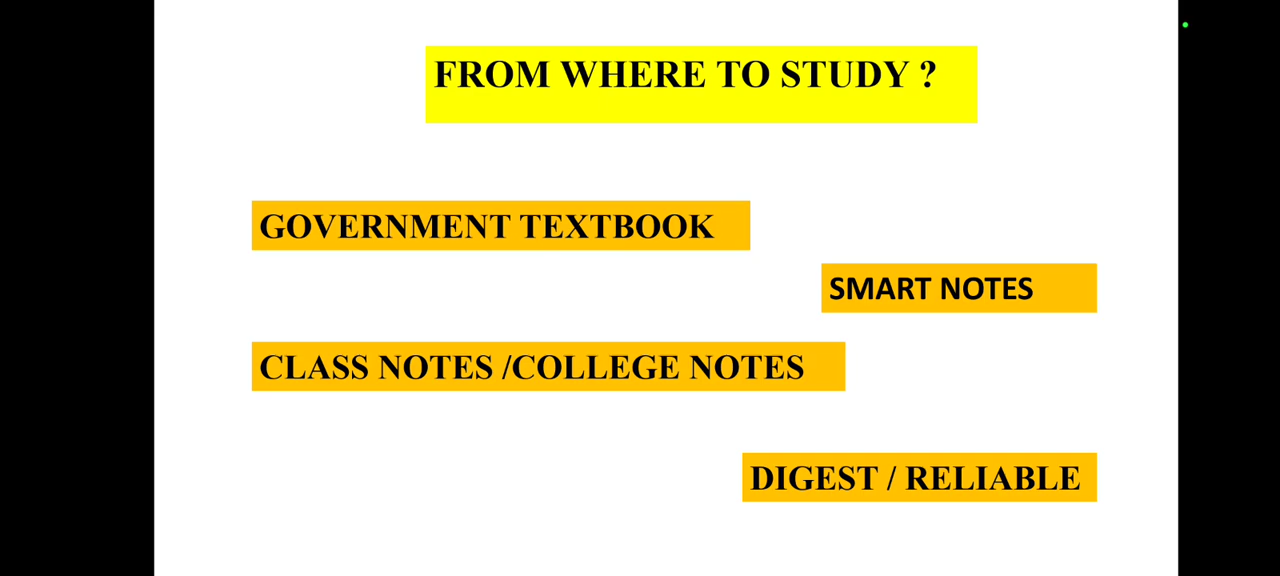 FROM WHERE TO STUDY ?
GOVERNMENT TEXTBOOK
SMART NOTES
CLASS NOTES /COLLEGE NOTES
DIGEST / RELIABLE